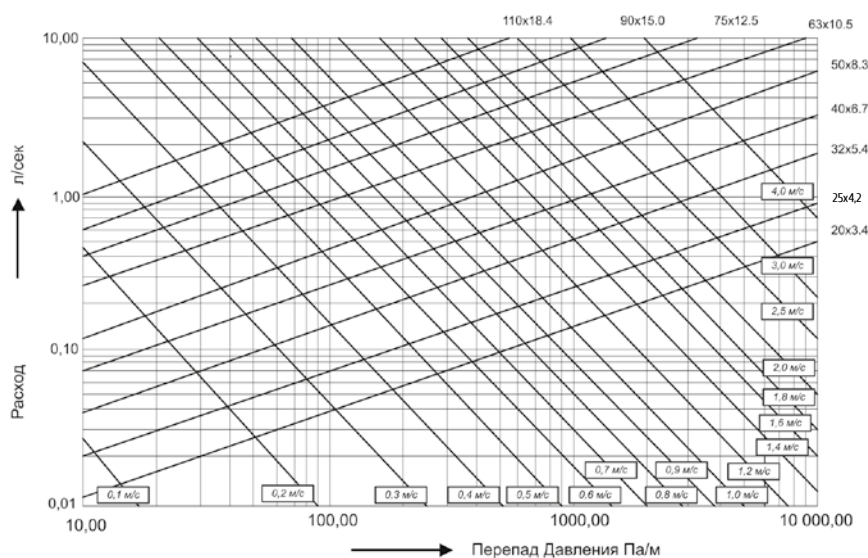 110x18.4 90x15.0 75x12.5 63x10.5
10,00
50x8.3
40x6.7
32x5.4
л/сек
1,00
4,0 м/с
25x4,2
20x3.4
3,0 м/с
2,5 м/с
0,10
2.0 м/с
Расход
1,8 м/с
1,6 м/с
1,4 м/с
0,7 м/с 0,9 м/с 1,2 м/с
0,01
0,1 м/с 0,2 м/с 0,3 м/с 0,4 м/с 0,5 м/с 0,6 м/с 0,8 м/с 1,0 м/с
10,00 100,00 1000,00 10 000,00
Перепад Давления Па/м